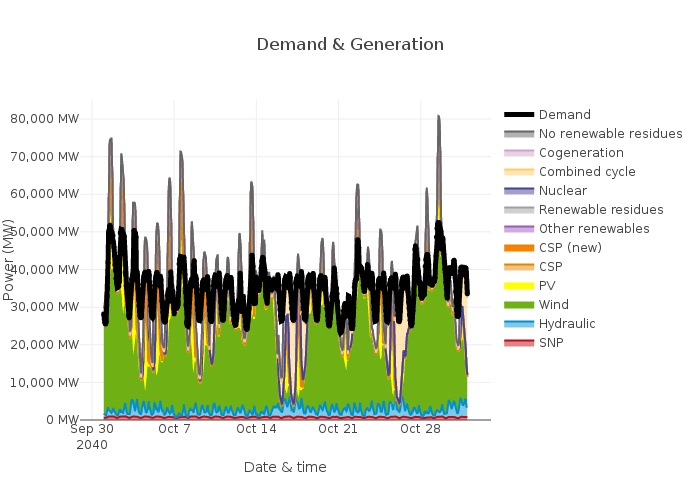 Demand & Generation
80,000 MW
70,000 MW
60,000 MW
50,000 MW
40,000 MW
30,000 MW
20,000 MW
10,000 MW
0 MW
Power (MW)
Sep 30
2040
Oct 7
Oct 14
Oct 21
Oct 28
Date & time
Demand
No renewable residues
Cogeneration
Combined cycle
Nuclear
Renewable residues
Other renewables
CSP (new)
CSP
PV
Wind
Hydraulic
SNP